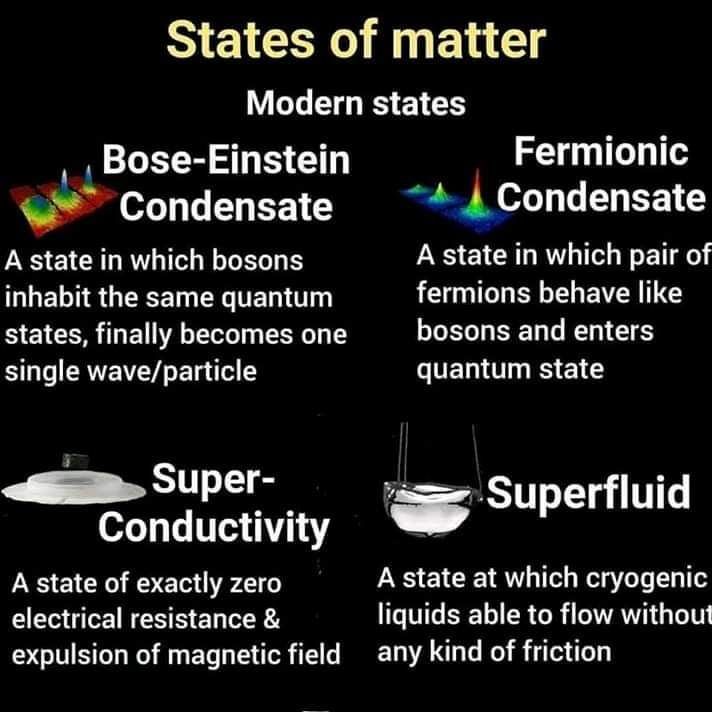 States of matter
Modern states
Bose-Einstein
Condensate
A state in which bosons
inhabit the same quantum
states, finally becomes one
single wave/particle
Fermionic
Condensate
A state in which pair of
fermions behave like
bosons and enters
quantum state
Super-
Conductivity
A state of exactly zero
electrical resistance &
expulsion of magnetic field
Superfluid
A state at which cryogenic
liquids able to flow without
any kind of friction